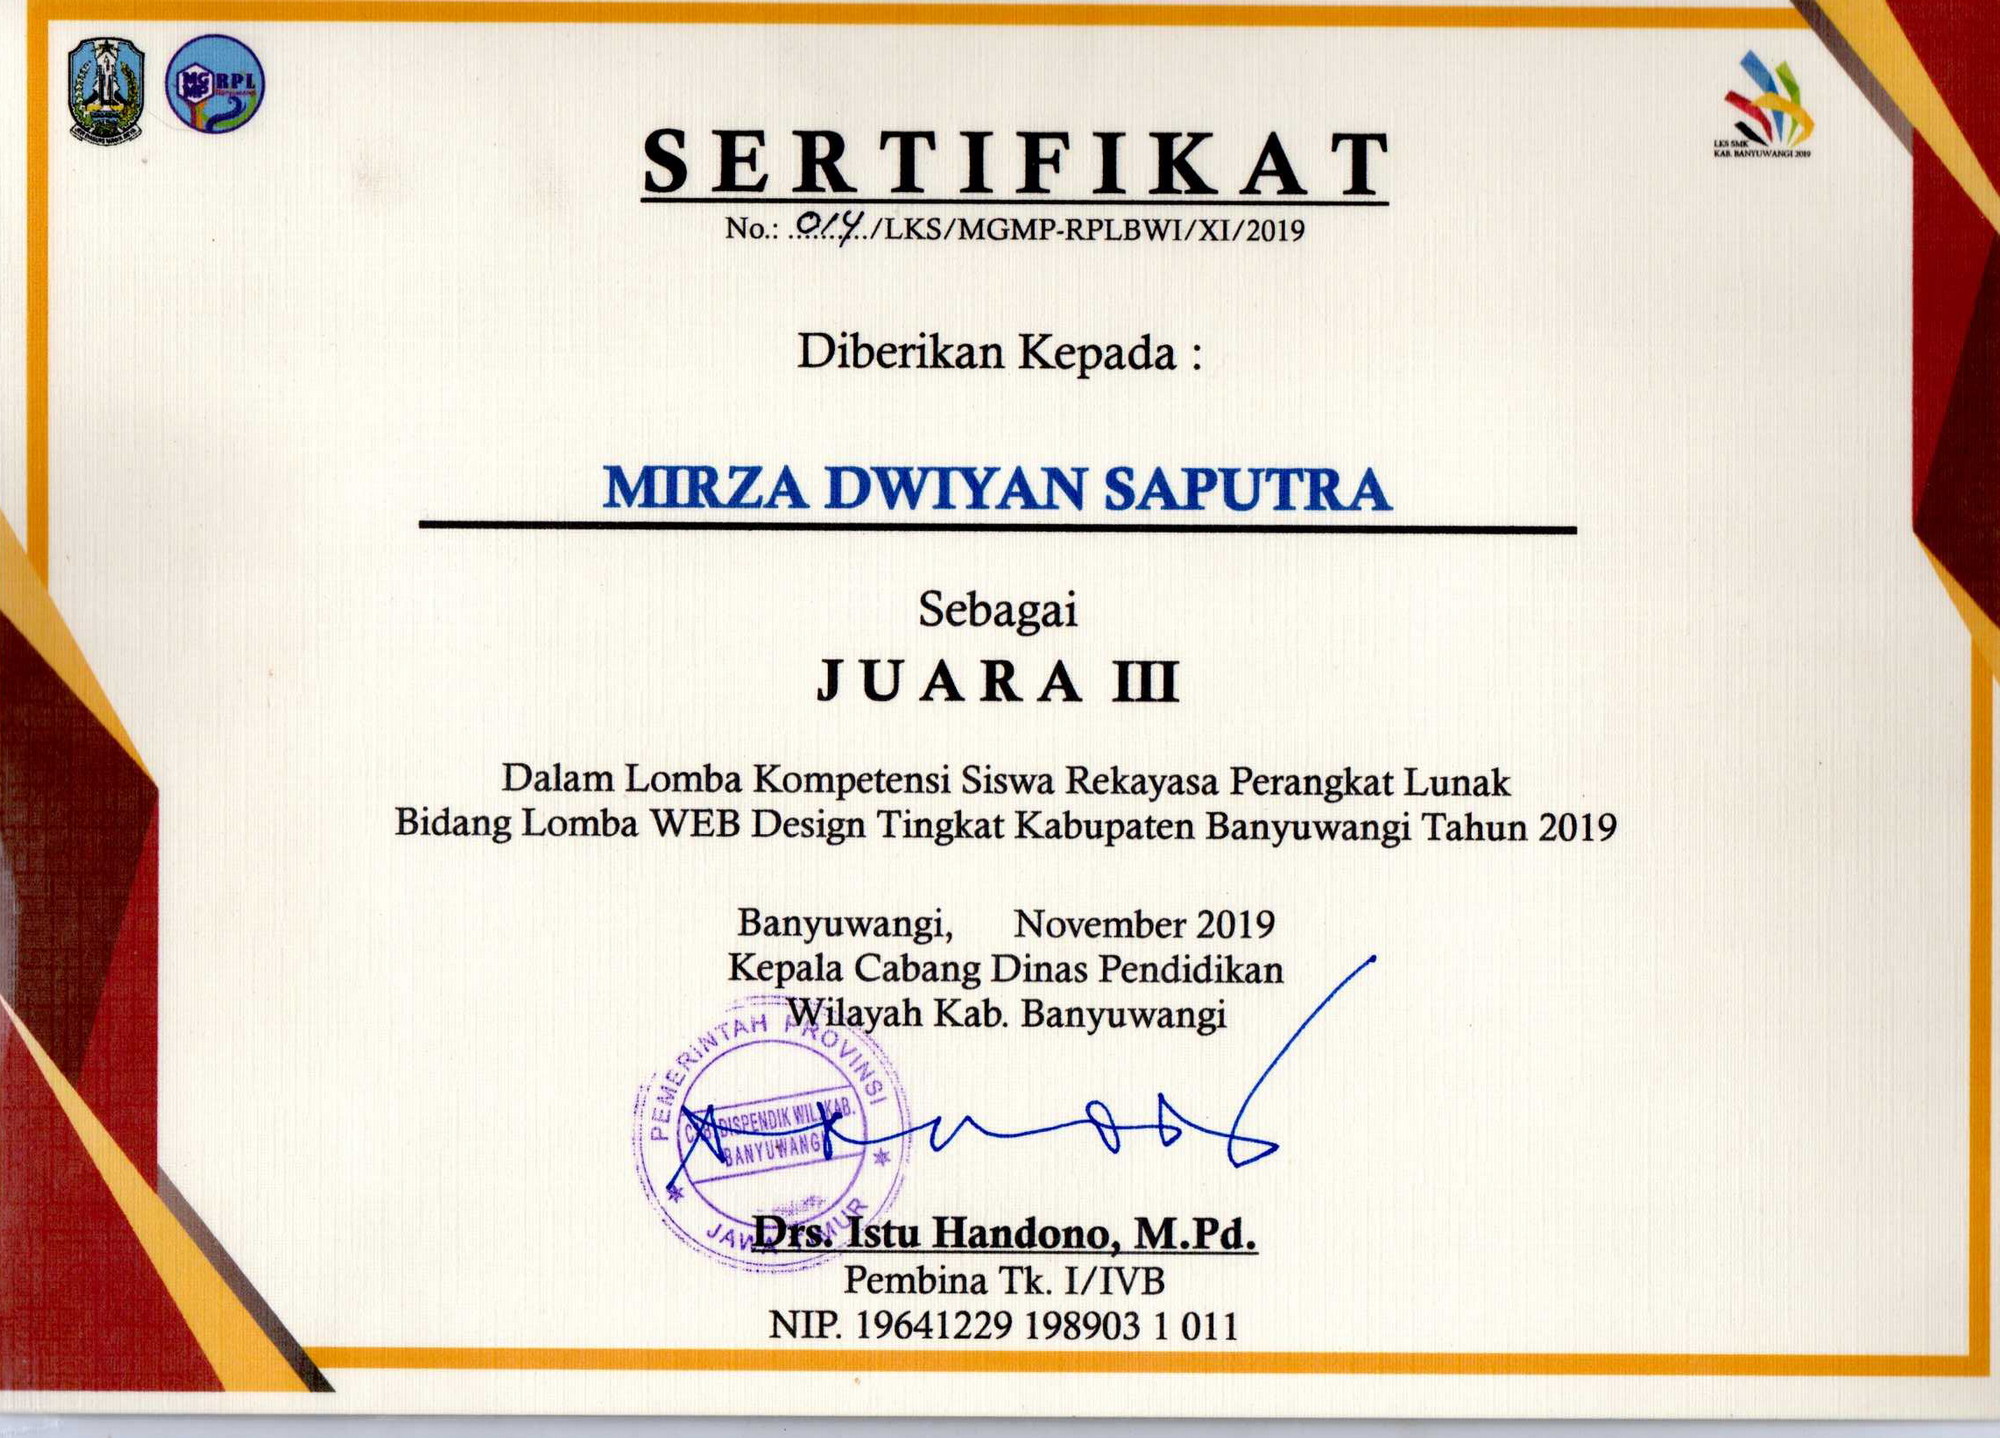 MGMP RPL
LKS SMK
KAB. BANYUWANGI 2019
SERTIFIKAT
No.: 014/LKS/MGMP-RPLBWI/XI/2019
Diberikan Kepada :
MIRZA DWIYAN SAPUTRA
Sebagai
JUARA III
Dalam Lomba Kompetensi Siswa Rekayasa Perangkat Lunak
Bidang Lomba WEB Design Tingkat Kabupaten Banyuwangi Tahun 2019
Banyuwangi, November 2019
Kepala Cabang Dinas Pendidikan
Wilayah Kab. Banyuwangi
PEMERINTAH PROVINSI
CAB. DISPENDIK WIL. KAB.
BANYUWANGI
JAWA TIMUR
Drs. Istu Handono, M.Pd.
Pembina Tk. I/IVB
NIP. 19641229 198903 1 011